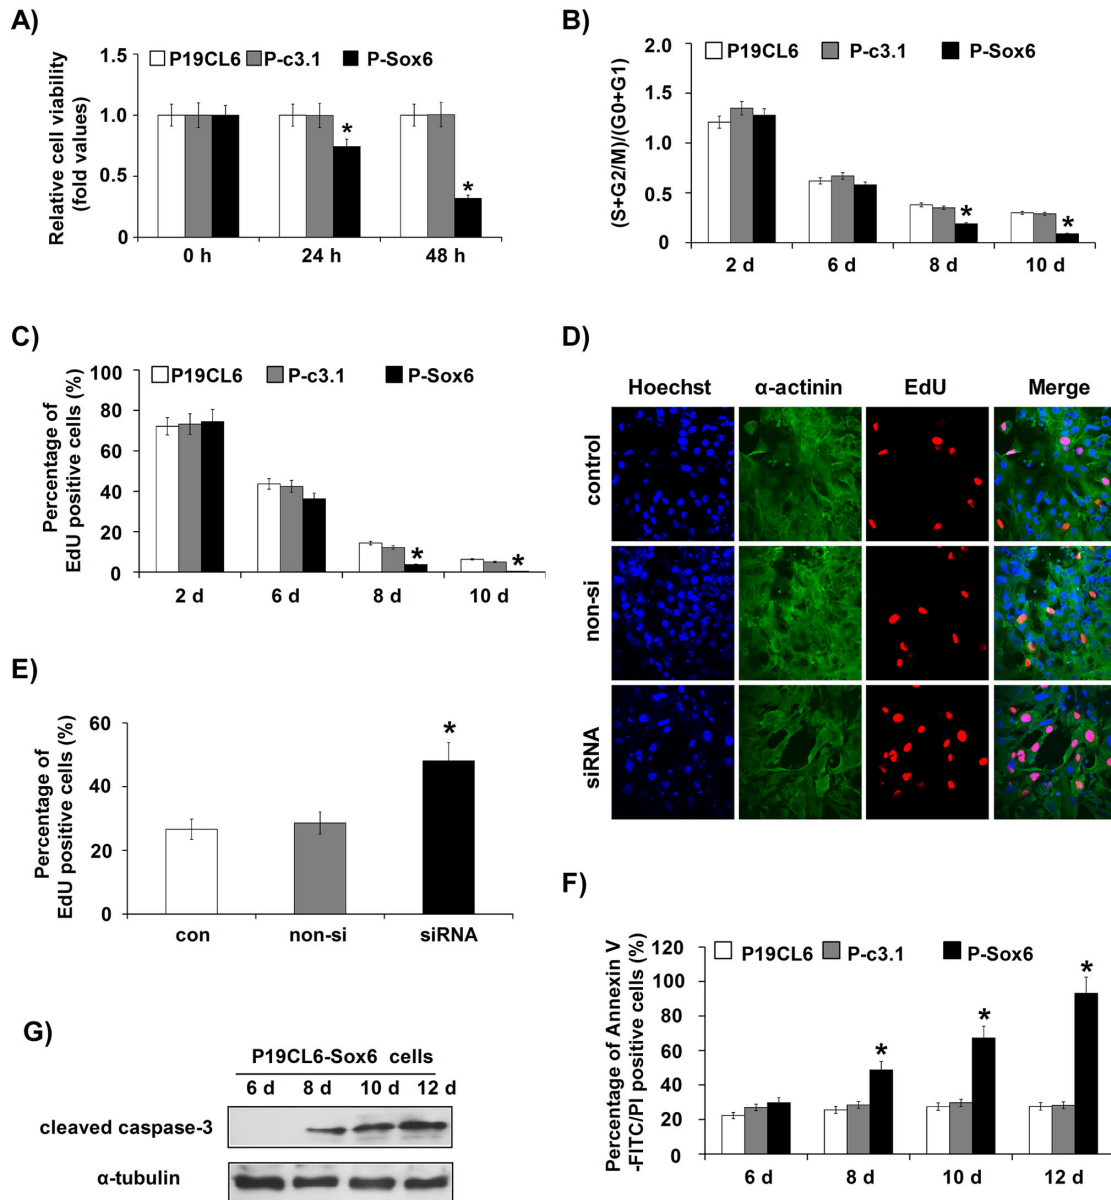 A)
Relative cell viability
(fold values)
P19CL6 P-c3.1 P-Sox6
1.5
1.0
0.5
0
* *
0 h 24 h 48 h
B)
(S+G2/M)/(G0+G1)
P19CL6 P-c3.1 P-Sox6
2.0
1.5
1.0
0.5
0
* *
2 d 6 d 8 d 10 d
C)
Percentage of
EdU positive cells (%)
P19CL6 P-c3.1 P-Sox6
100
80
60
40
20
0
* *
2 d 6 d 8 d 10 d
D)
Hoechst α-actinin EdU Merge
control
non-si
siRNA
E)
Percentage of
EdU positive cells (%)
60
40
20
0
*
con non-si siRNA
F)
Percentage of Annexin V
-FITC/PI positive cells (%)
P19CL6 P-c3.1 P-Sox6
100
80
60
40
20
0
* * *
6 d 8 d 10 d 12 d
G)
P19CL6-Sox6 cells
6 d 8 d 10 d 12 d
cleaved caspase-3
α-tubulin